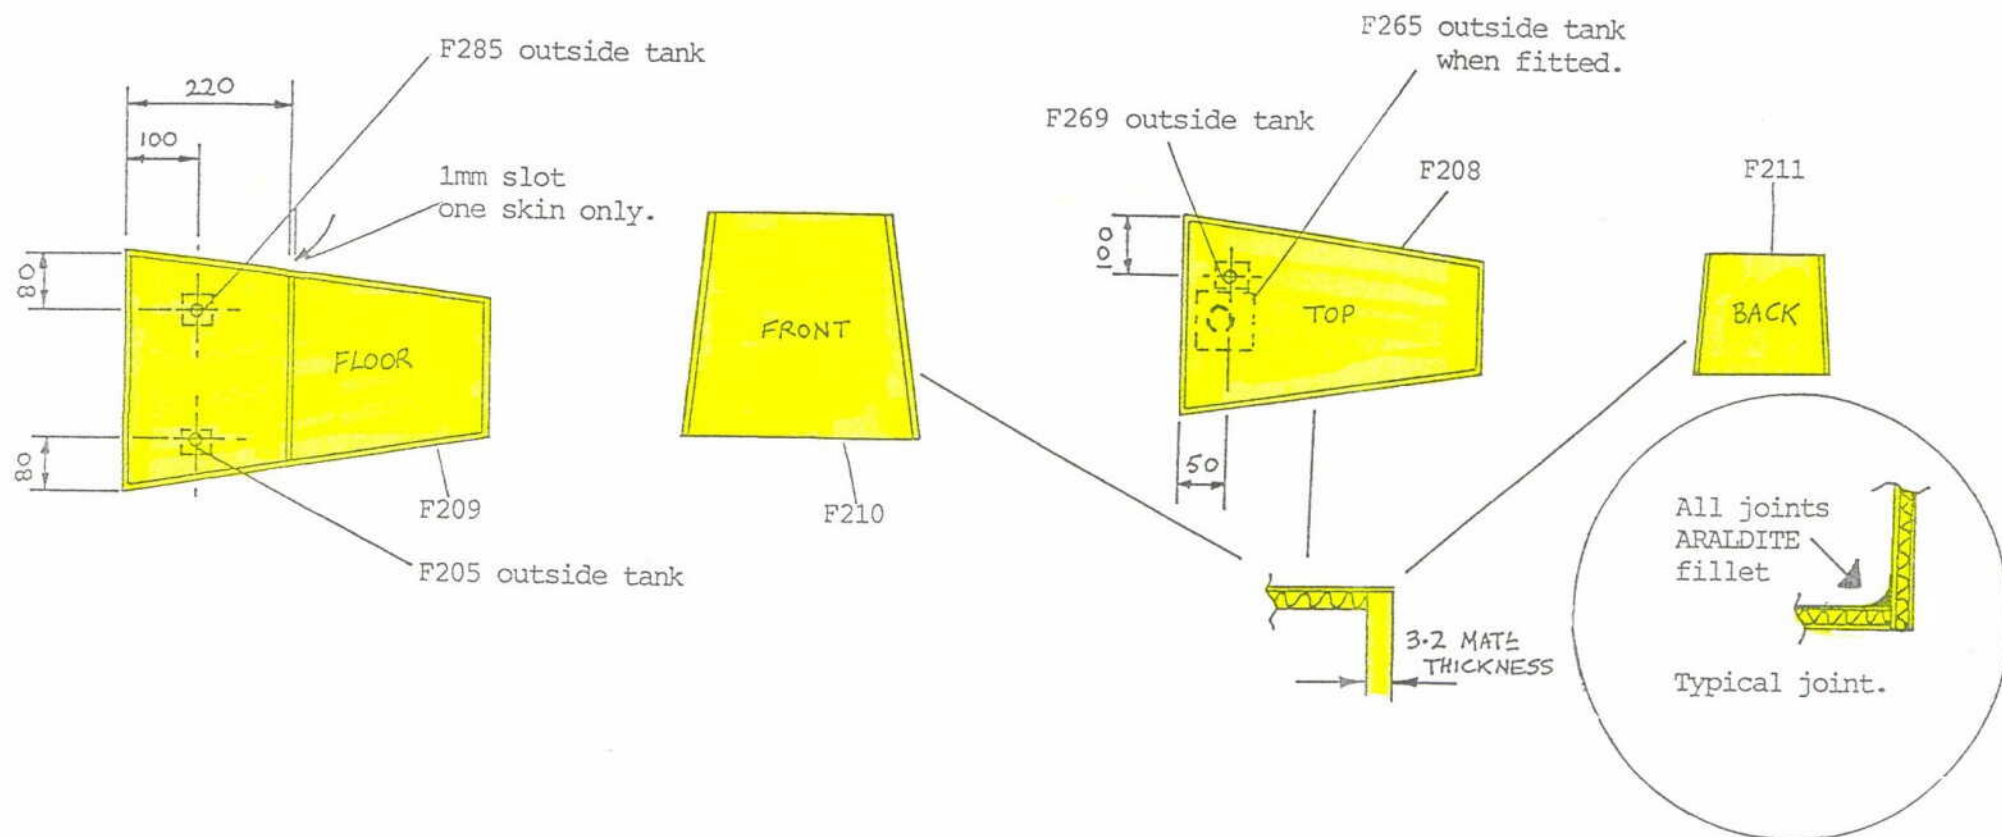 F285 outside tank
220
100
1mm slot
one skin only.
80
FLOOR
80
F209
F205 outside tank
FRONT
F210
F265 outside tank
when fitted.
F269 outside tank
F208
100
TOP
50
F211
BACK
3.2 MATL
THICKNESS
All joints
ARALDITE
fillet
Typical joint.